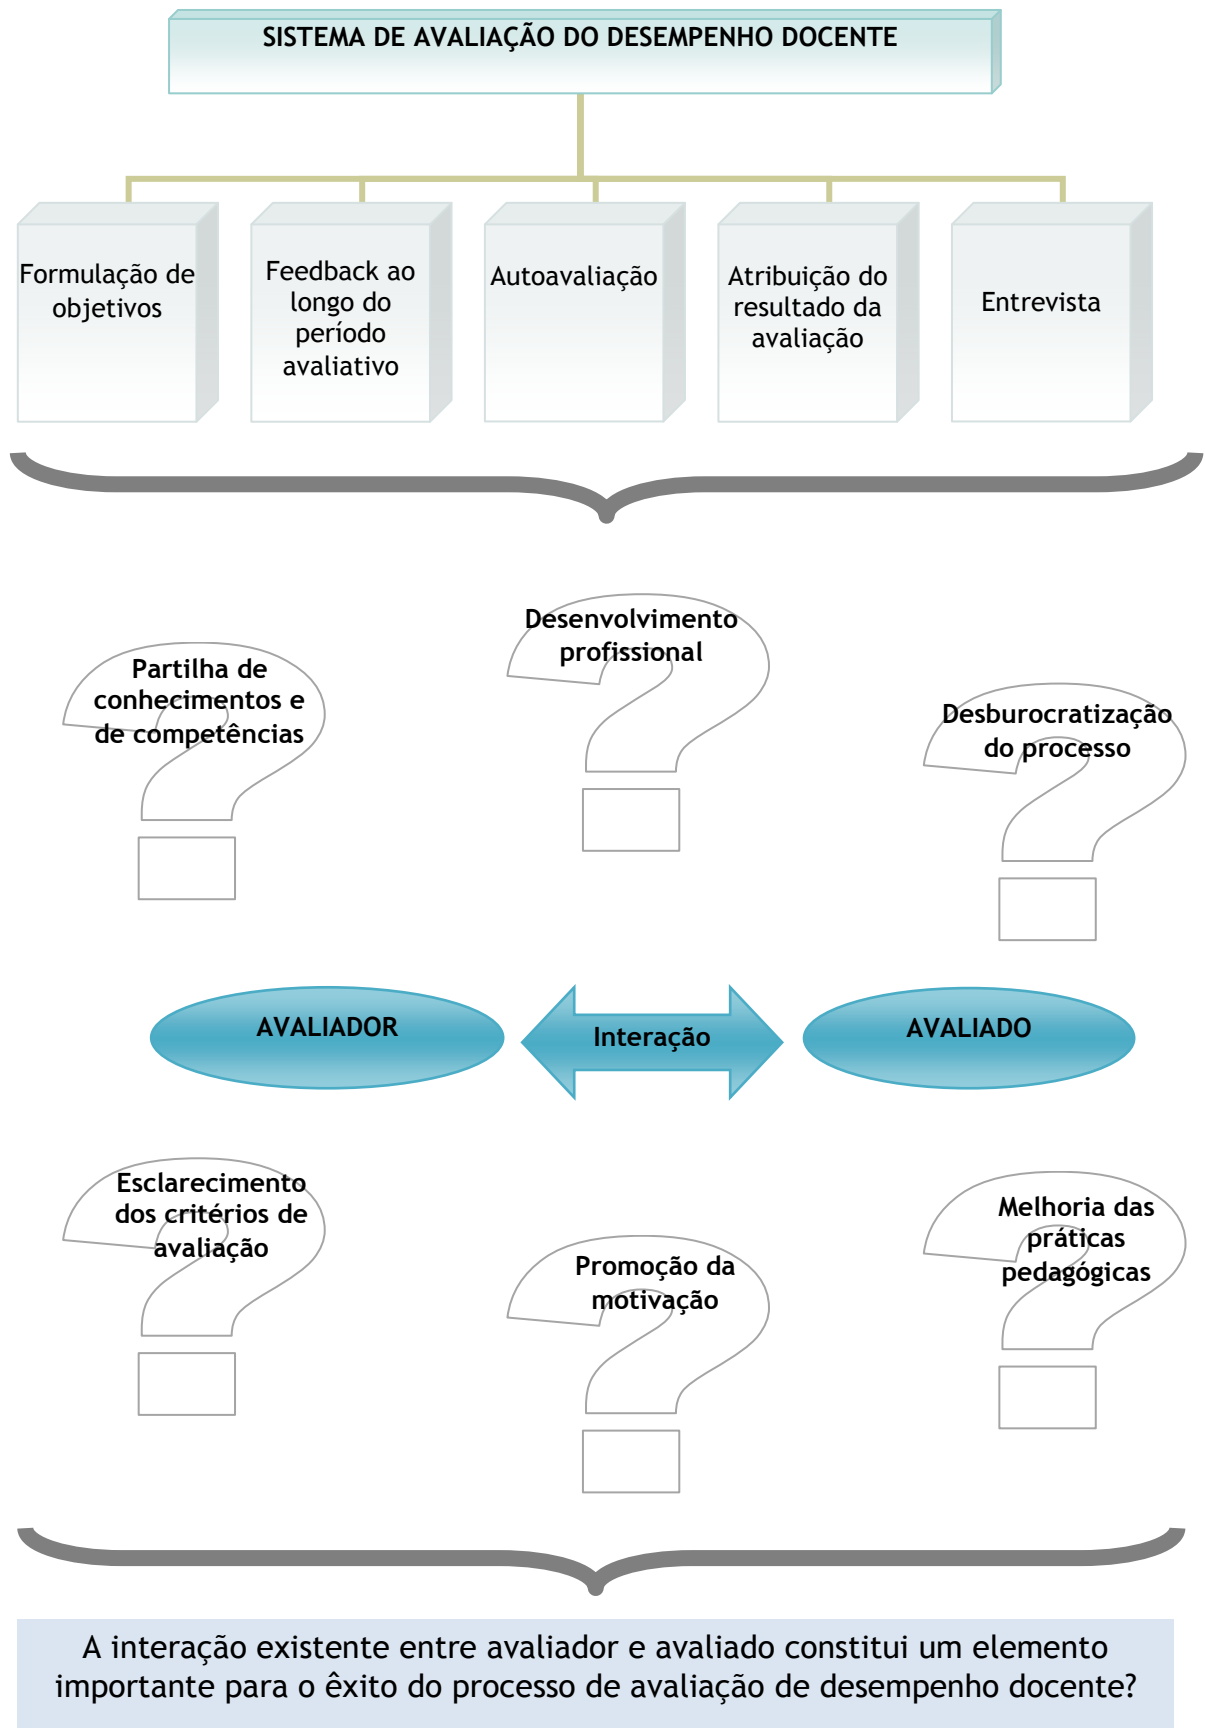 SISTEMA DE AVALIAÇÃO DO DESEMPENHO DOCENTE
Formulação de
objetivos
Feedback ao
longo do
período
avaliativo
Autoavaliação
Atribuição do
resultado da
avaliação
Entrevista
Desenvolvimento
profissional
Partilha de
conhecimentos e
de competências
Desburocratização
do processo
AVALIADOR
Interação
AVALIADO
Esclarecimento
dos critérios de
avaliação
Promoção da
motivação
Melhoria das
práticas
pedagógicas
A interação existente entre avaliador e avaliado constitui um elemento
importante para o êxito do processo de avaliação de desempenho docente?